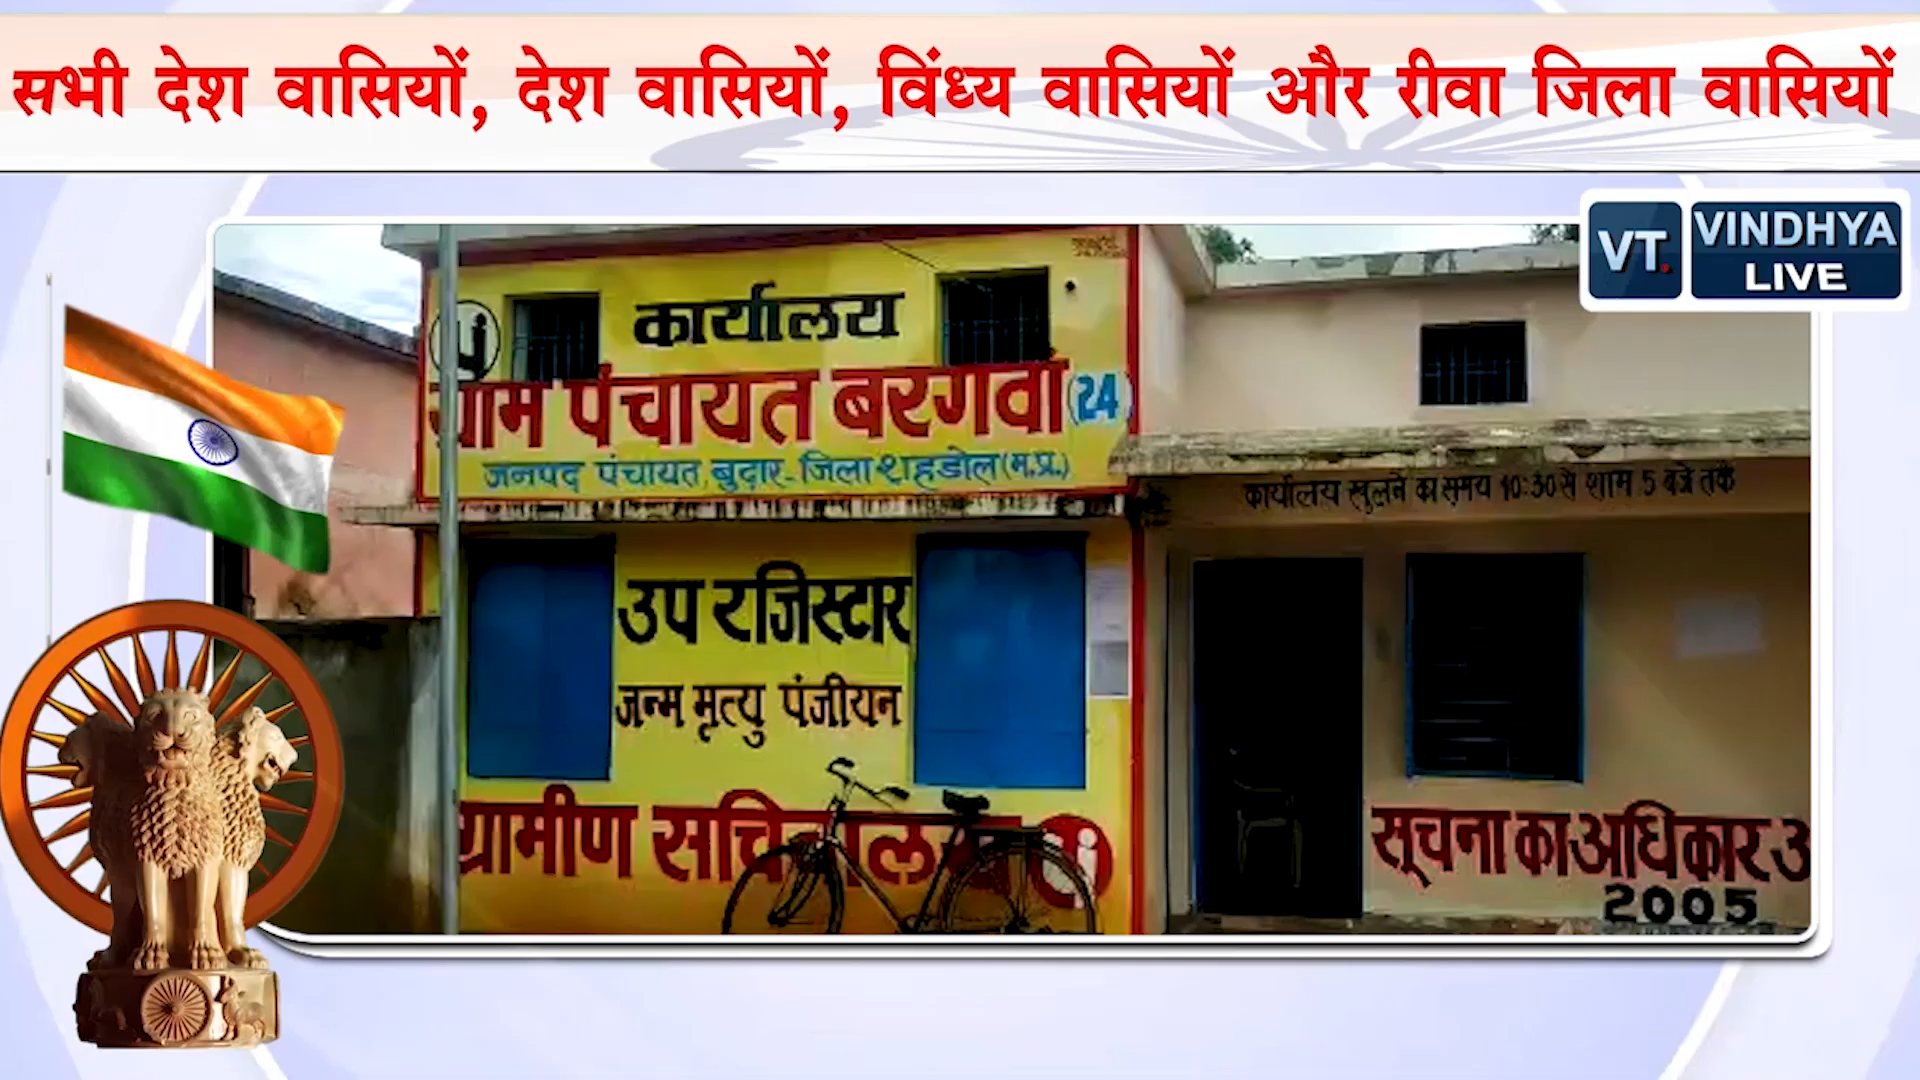 सभी देश वासियों, देश वासियों, विंध्य वासियों और रीवा जिला वासियों
VT.
VINDHYA
LIVE
कार्यालय
ग्राम पंचायत बरगवां (24)
जनपद पंचायत बुढ़ार-जिला शहडोल (म.प्र.)
कार्यालय खुलने का समय 10:30 से शाम 5 बजे तक
उप रजिस्टार
जन्म मृत्यु पंजीयन
ग्रामीण सचिवालय
सूचना का अधिकार
2005